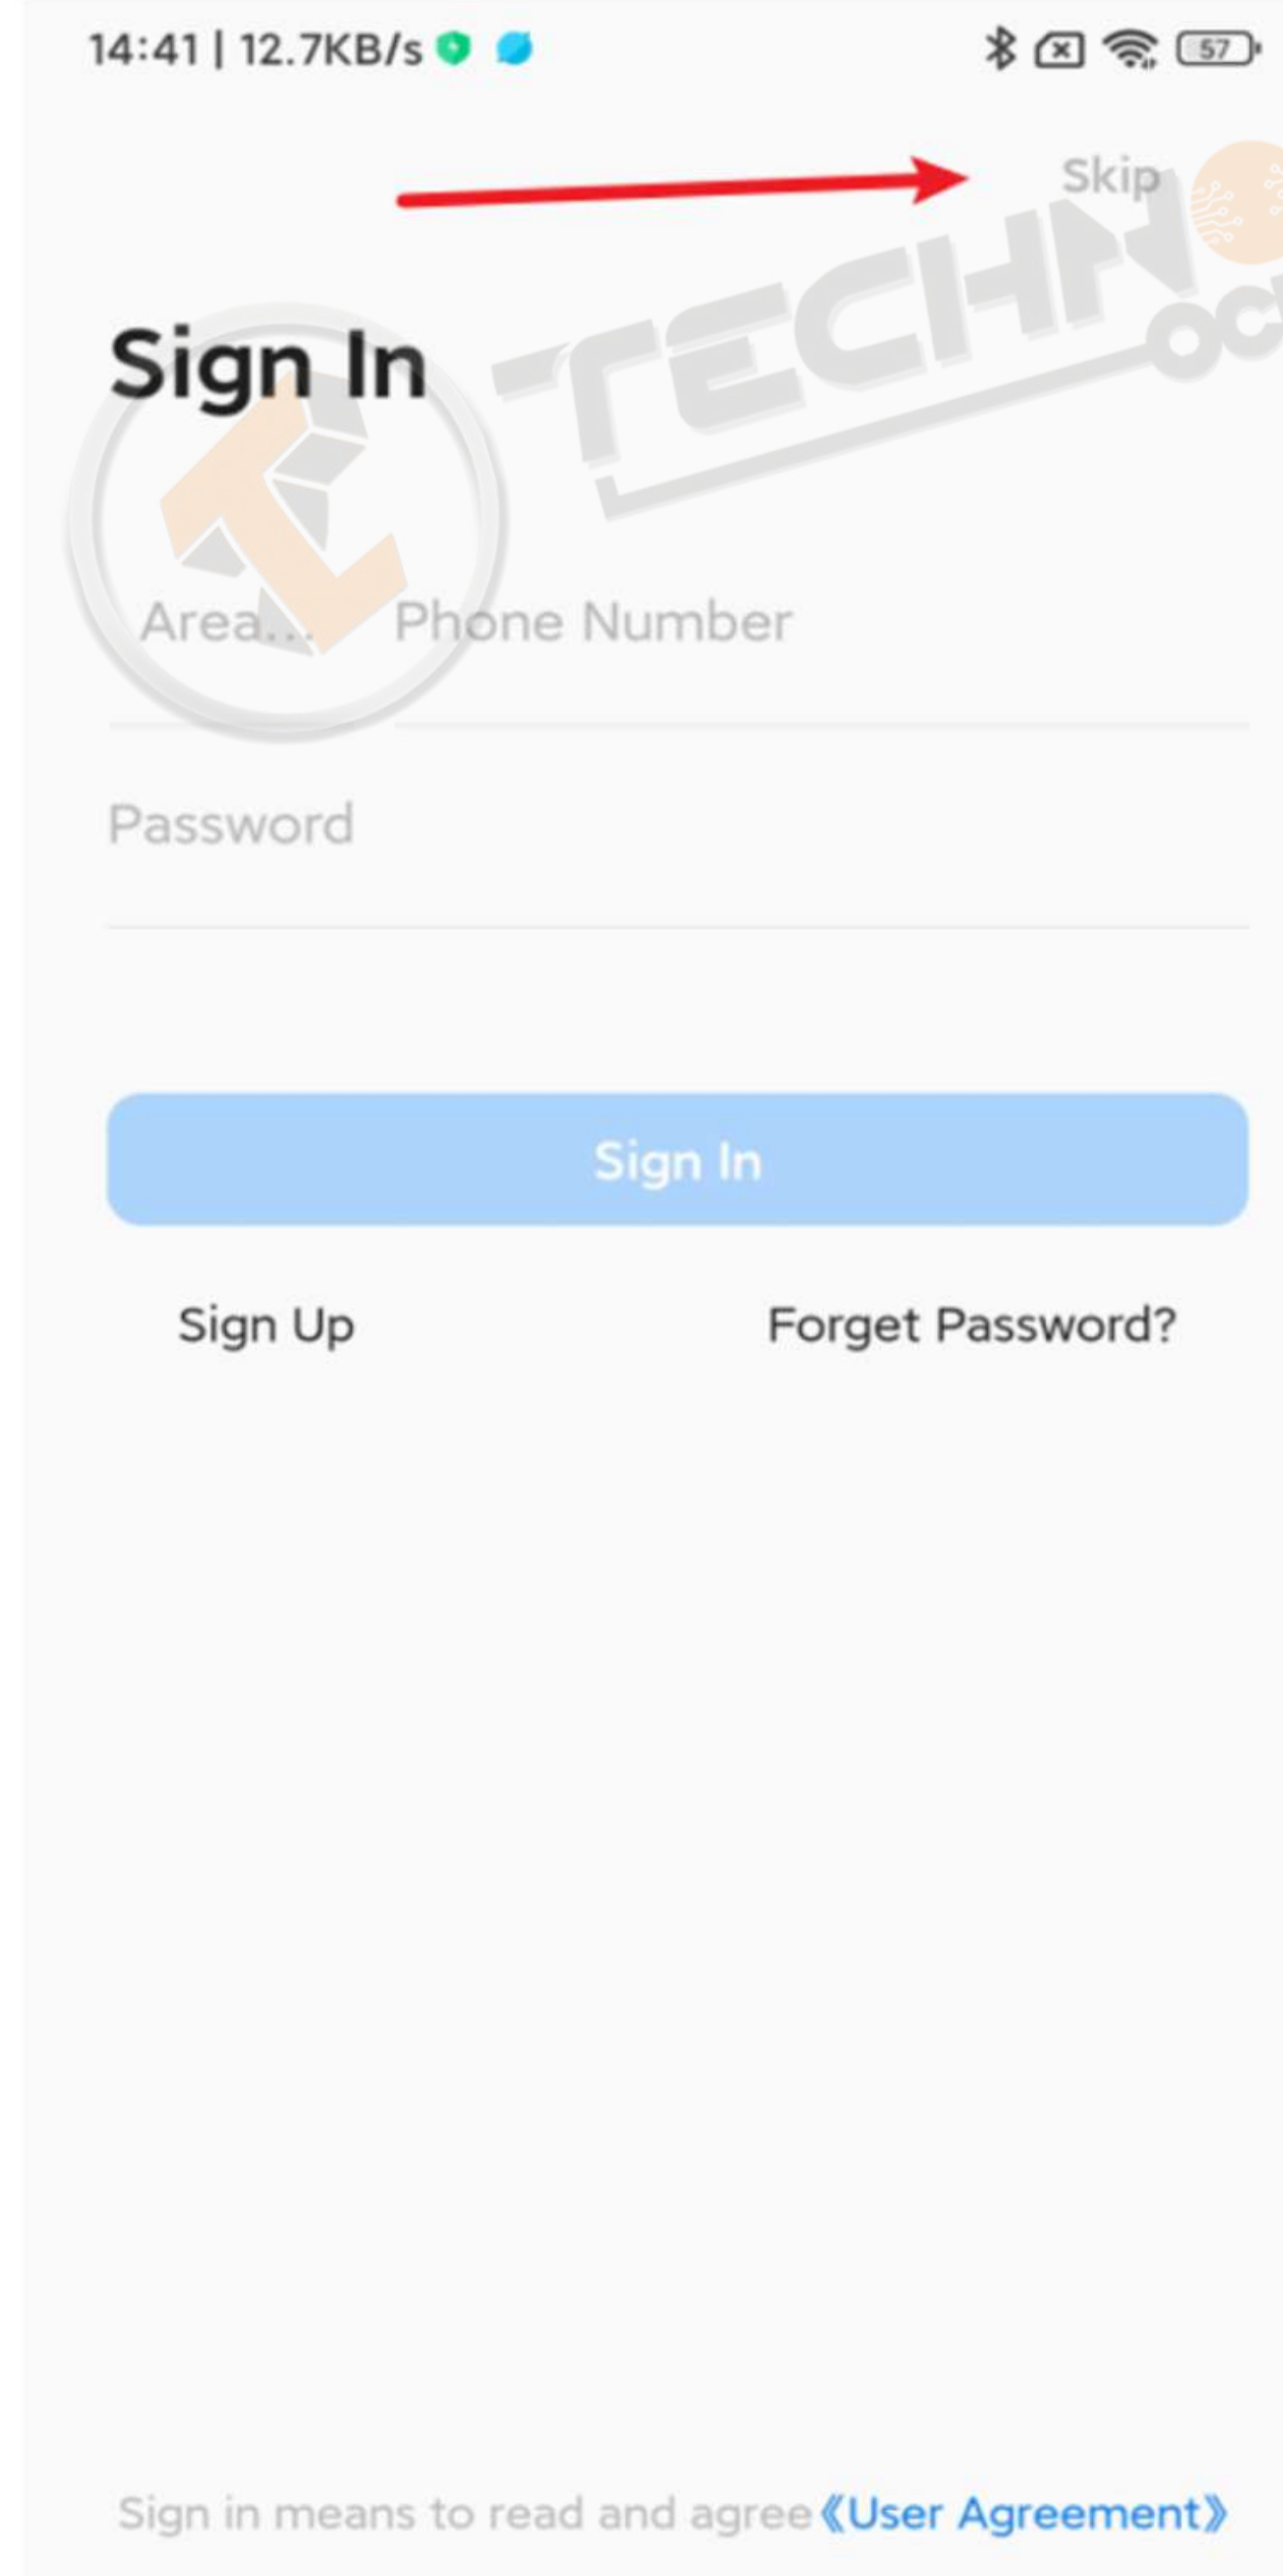 14:41 | 12.7KB/s
57
Skip
TECHN
Sign In
Area... Phone Number
Password
Sign In
Sign Up Forget Password?
Sign in means to read and agree《User Agreement》